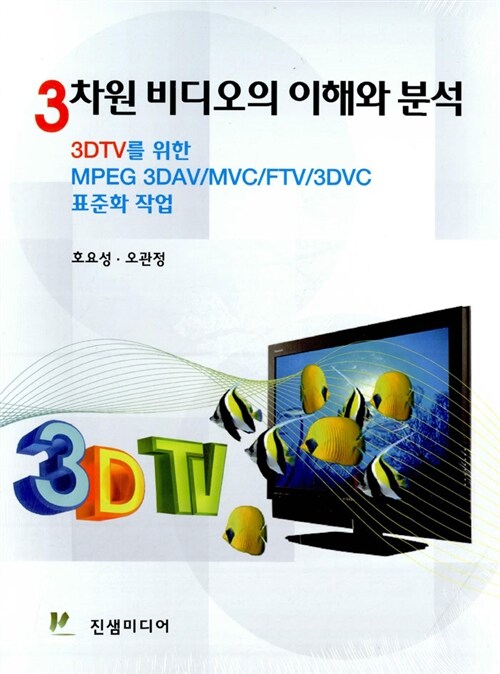 3차원 비디오의 이해와 분석
3DTV를 위한
MPEG 3DAV/MVC/FTV/3DVC
표준화 작업
호요성 · 오관정
3DTV
진샘미디어